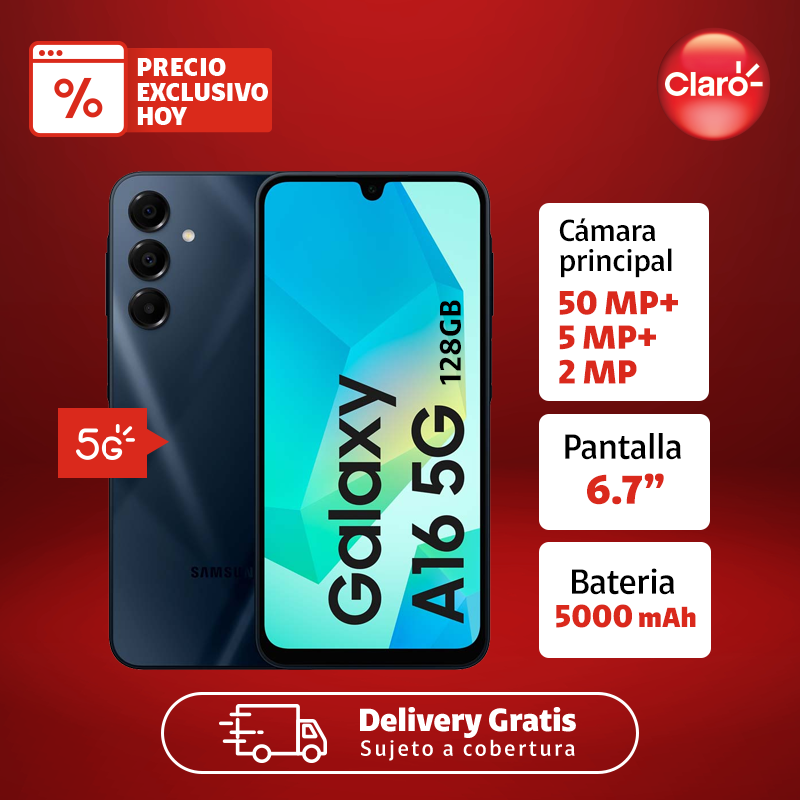 %
PRECIO
EXCLUSIVO
HOY
Claro
Cámara
principal
50 MP+
5 MP+
2 MP
5G
SAMSUN
Galaxy
A16 5G 128GB
Pantalla
6.7”
Bateria
5000 mAh
Delivery Gratis
Sujeto a cobertura